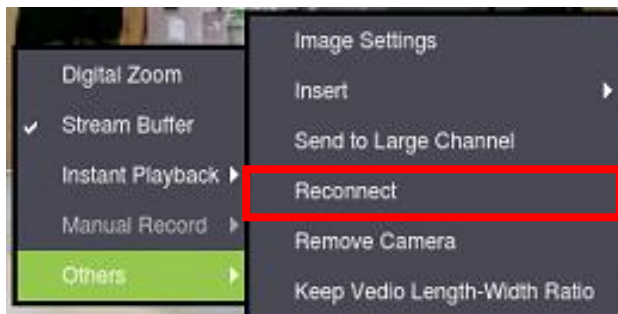 Digital Zoom
Stream Buffer
Instant Playback
Manual Record
Others
Image Settings
Insert
Send to Large Channel
Reconnect
Remove Camera
Keep Vedio Length-Width Ratio